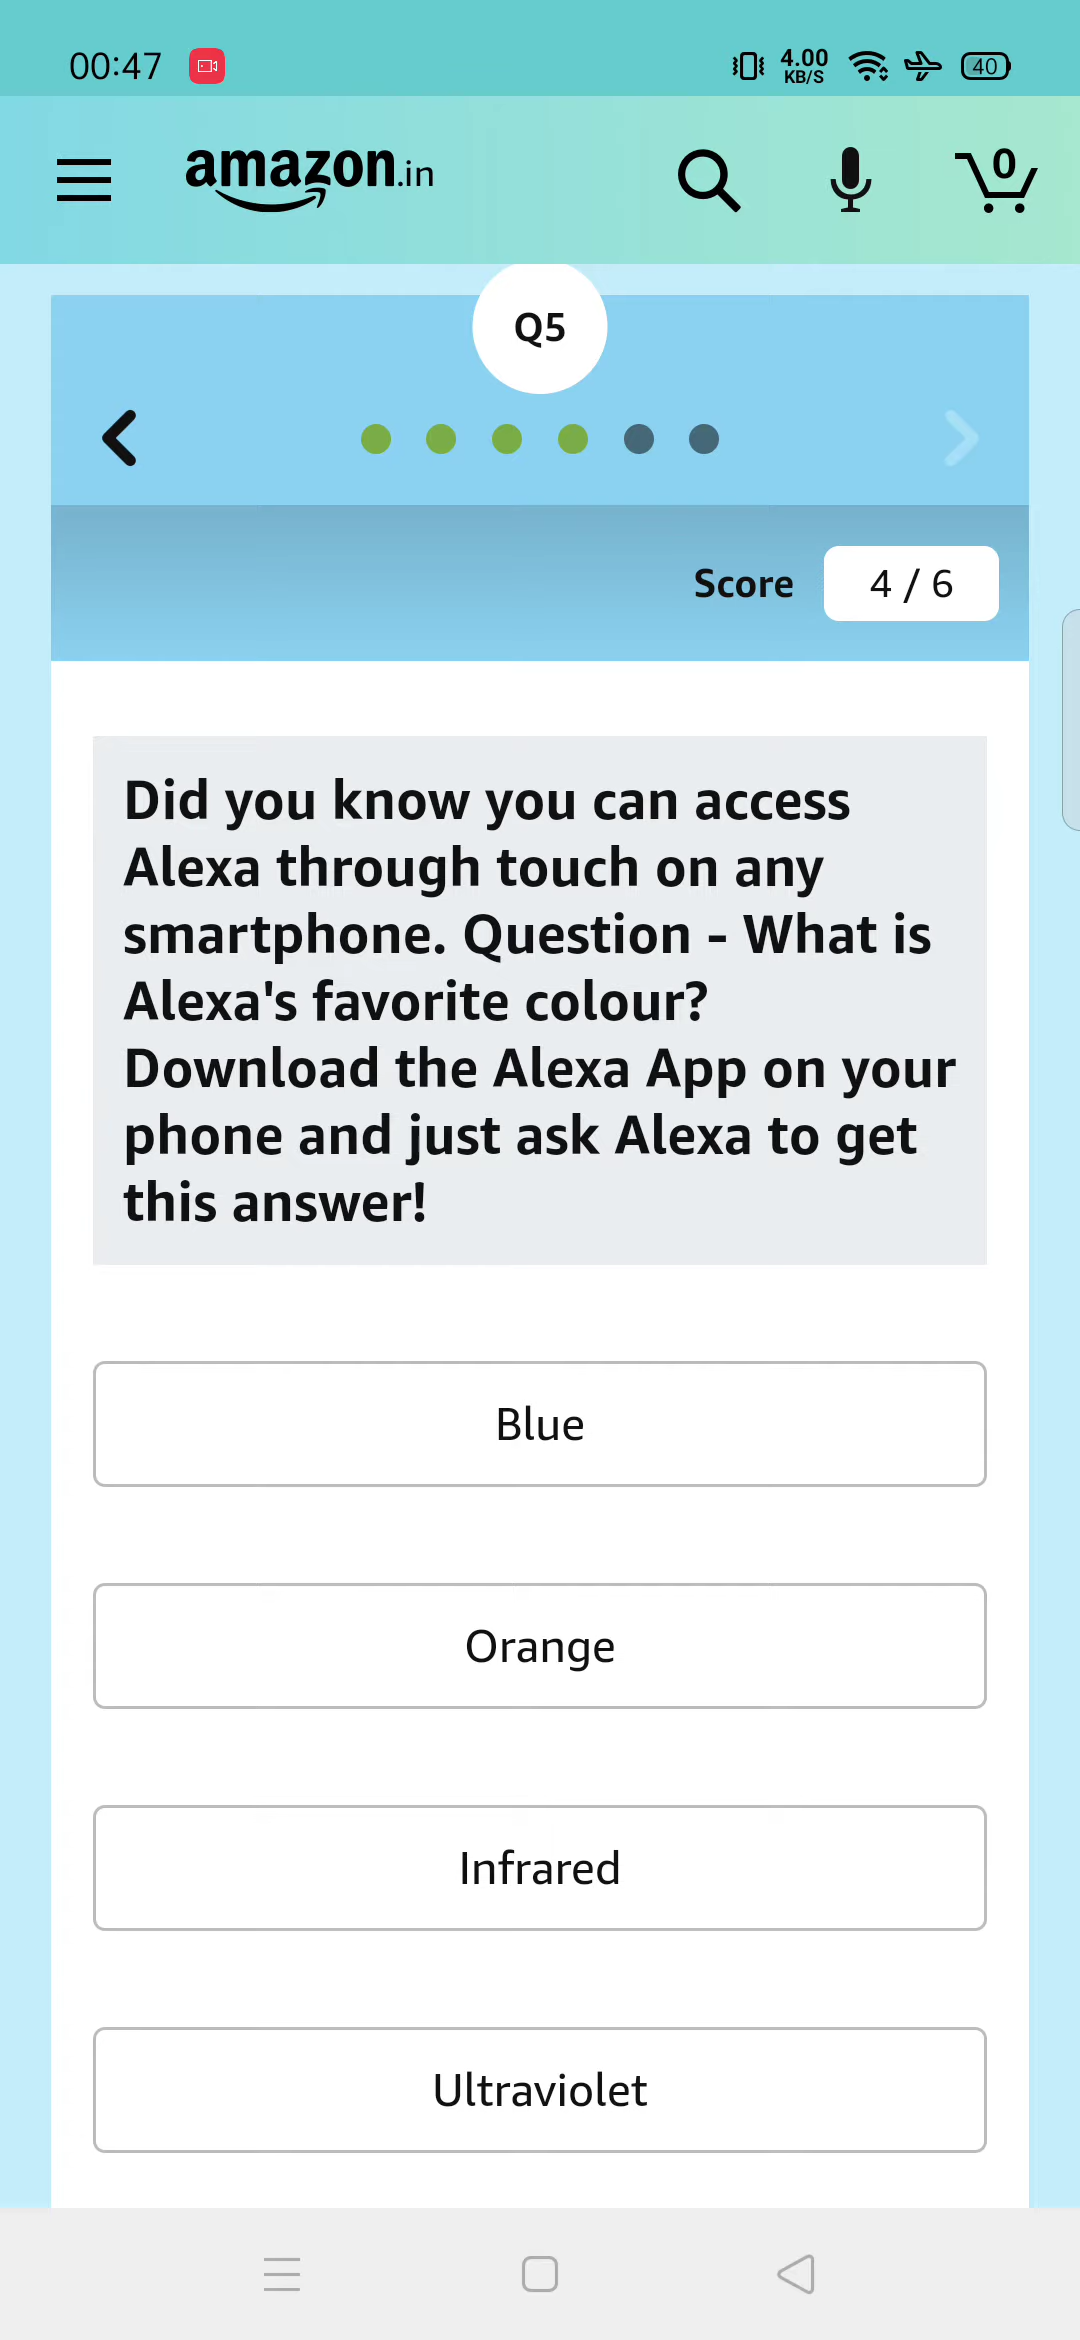 00:47
4.00
KB/S
40
amazon.in
0
Q5
Score
4 / 6
Did you know you can access
Alexa through touch on any
smartphone. Question - What is
Alexa's favorite colour?
Download the Alexa App on your
phone and just ask Alexa to get
this answer!
Blue
Orange
Infrared
Ultraviolet